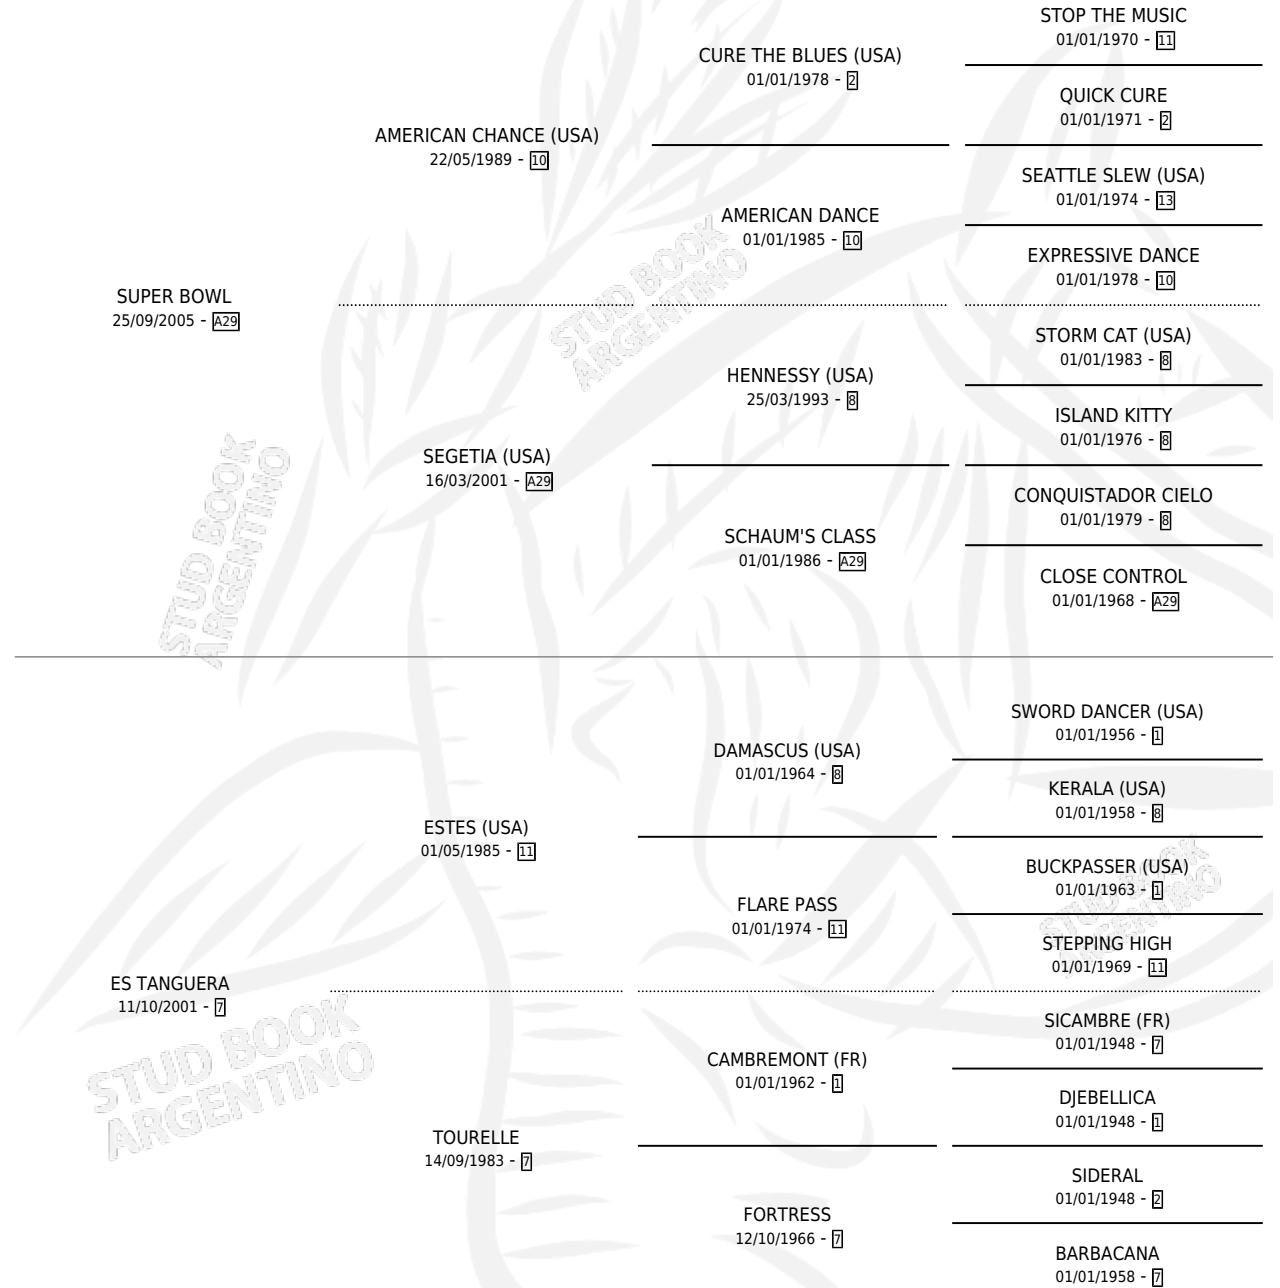 STOP THE MUSIC
01/01/1970 - 11
CURE THE BLUES (USA)
01/01/1978 - 2
QUICK CURE
01/01/1971 - 2
AMERICAN CHANCE (USA)
22/05/1989 - 10
SEATTLE SLEW (USA)
01/01/1974 - 13
AMERICAN DANCE
01/01/1985 - 10
EXPRESSIVE DANCE
01/01/1978 - 10
SUPER BOWL
25/09/2005 - A29
STUD BOOK
ARGENTINO
STORM CAT (USA)
01/01/1983 - 8
HENNESSY (USA)
25/03/1993 - 8
ISLAND KITTY
01/01/1976 - 8
SEGETIA (USA)
16/03/2001 - A29
STUD BOOK
ARGENTINO
CONQUISTADOR CIELO
01/01/1979 - 8
SCHAUM'S CLASS
01/01/1986 - A29
CLOSE CONTROL
01/01/1968 - A29
SWORD DANCER (USA)
01/01/1956 - 1
DAMASCUS (USA)
01/01/1964 - 8
KERALA (USA)
01/01/1958 - 8
ESTES (USA)
01/05/1985 - 11
BUCKPASSER (USA)
01/01/1963 - 1
STUD BOOK
ARGENTINO
FLARE PASS
01/01/1974 - 11
STEPPING HIGH
01/01/1969 - 11
ES TANGUERA
11/10/2001 - 7
STUD BOOK
ARGENTINO
SICAMBRE (FR)
01/01/1948 - 7
CAMBREMONT (FR)
01/01/1962 - 1
DJEBELLICA
01/01/1948 - 1
TOURELLE
14/09/1983 - 7
SIDERAL
01/01/1948 - 2
FORTRESS
12/10/1966 - 7
BARBACANA
01/01/1958 - 7